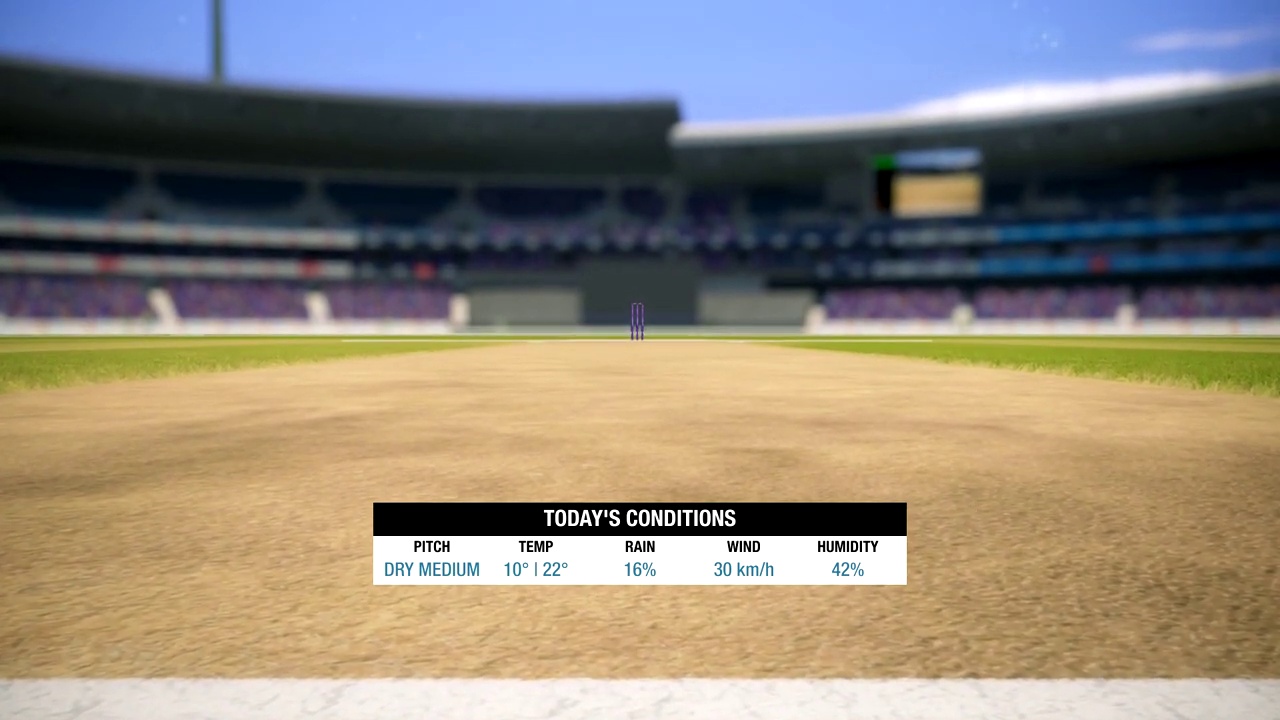 TODAY'S CONDITIONS
PITCH TEMP RAIN WIND HUMIDITY
DRY MEDIUM 10° | 22° 16% 30 km/h 42%